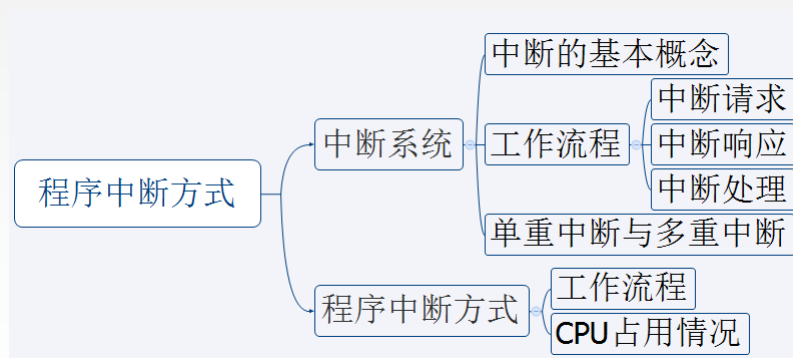 程序中断方式
中断系统
中断的基本概念
工作流程
中断请求
中断响应
中断处理
单重中断与多重中断
程序中断方式
工作流程
CPU占用情况